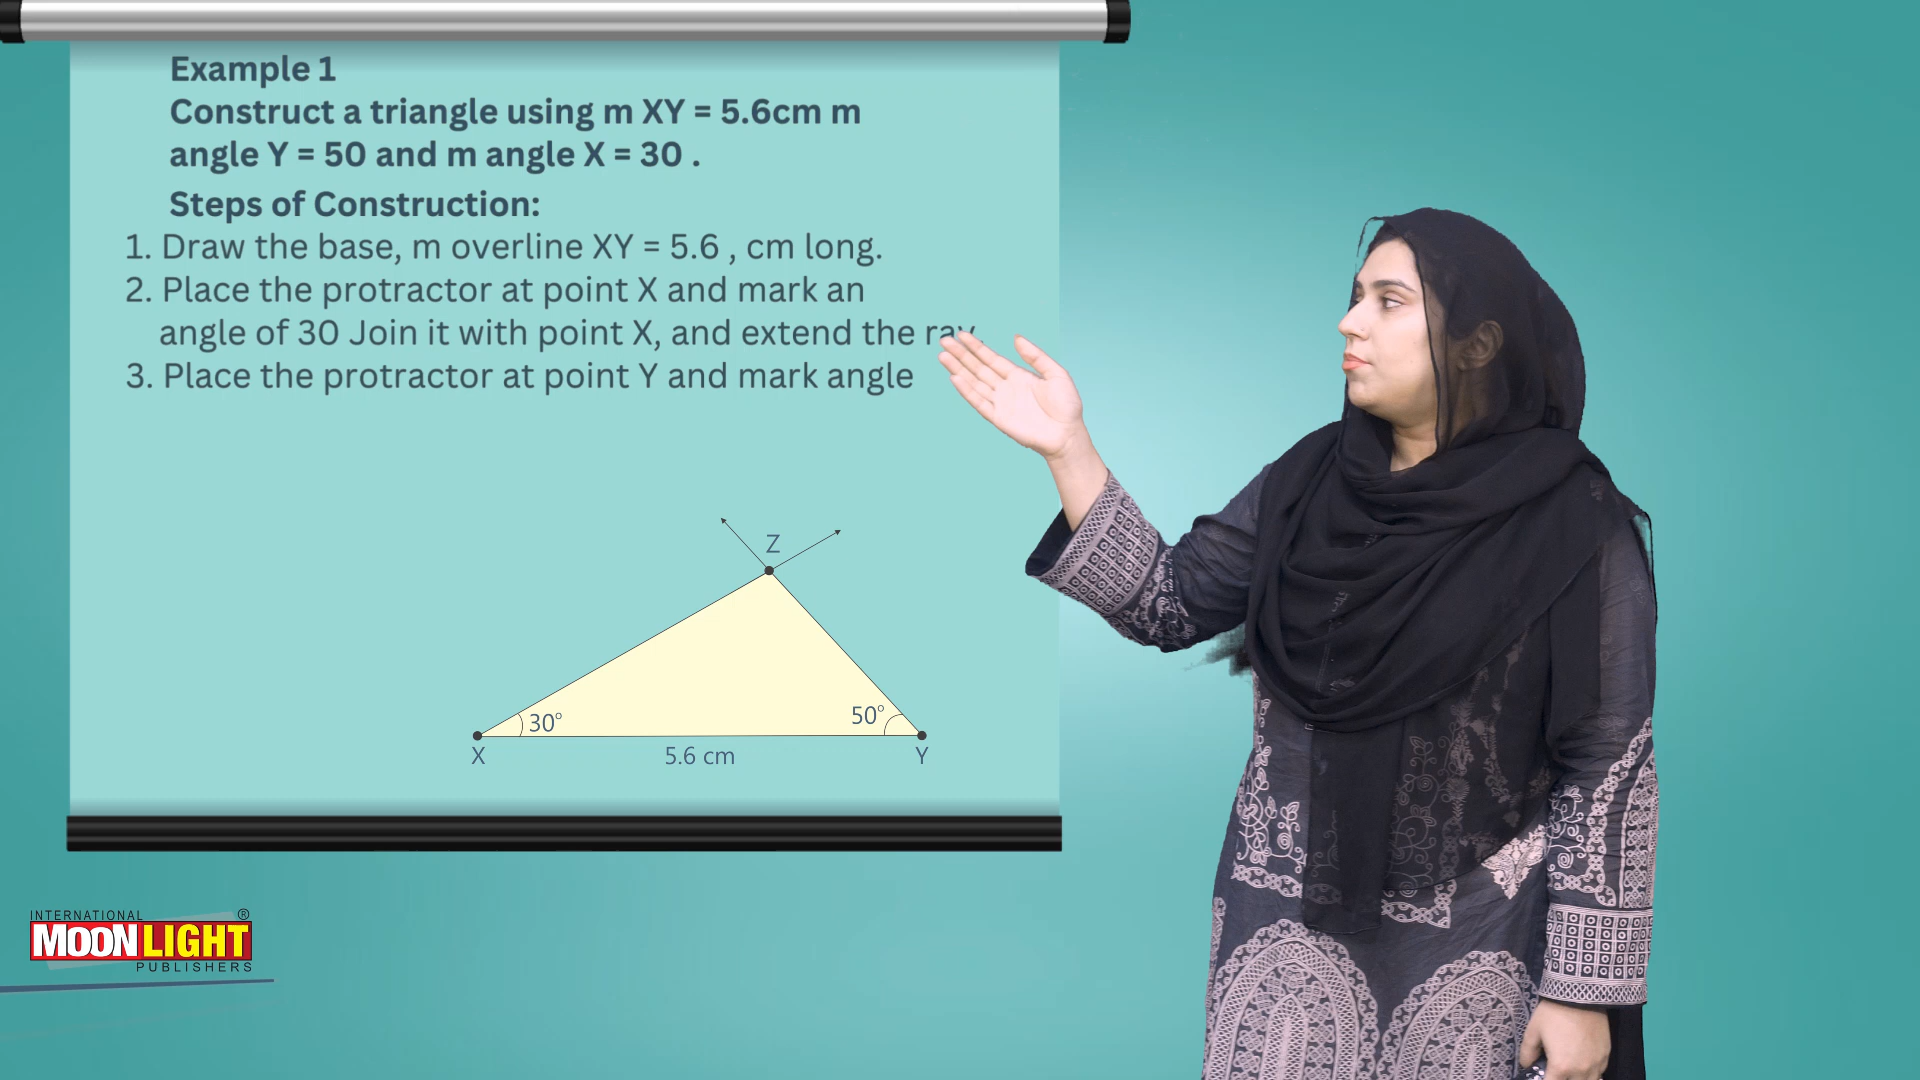 Example 1
Construct a triangle using m XY = 5.6cm m
angle Y = 50 and m angle X = 30 .
Steps of Construction:
1. Draw the base, m overline XY = 5.6 , cm long.
2. Place the protractor at point X and mark an
angle of 30 Join it with point X, and extend the ray.
3. Place the protractor at point Y and mark angle
Z
30°
50°
X
5.6 cm
Y
INTERNATIONAL ®
MOONLIGHT
PUBLISHERS